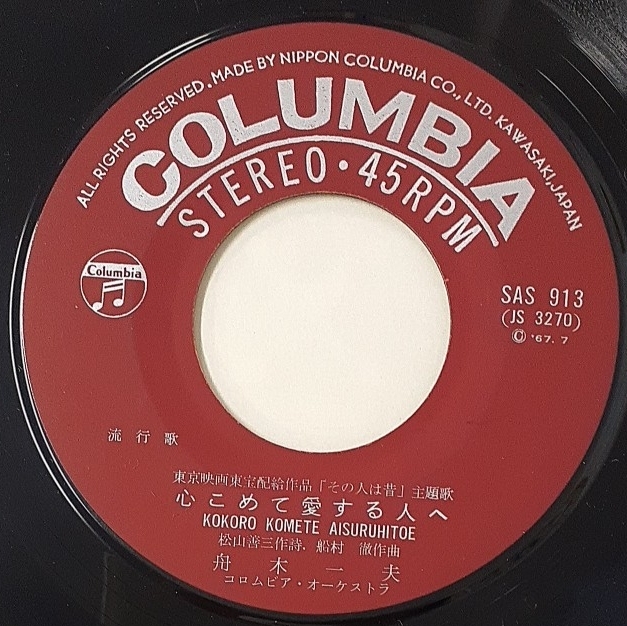 ALL RIGHTS RESERVED. MADE BY NIPPON COLUMBIA CO., LTD. KAWASAKI, JAPAN
COLUMBIA
STEREO・45RPM
Columbia
SAS 913
(JS 3270)
© '67. 7
流行歌
東京映画東宝配給作品「その人は昔」主題歌
心こめて愛する人へ
KOKORO KOMETE AISURUHITOE
松山善三作詩. 船村 徹作曲
舟木一夫
コロムビア・オーケストラ